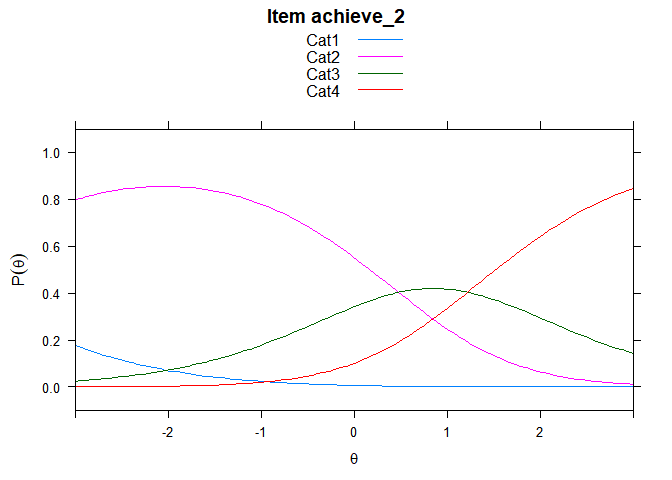 Item achieve_2
Cat1
Cat2
Cat3
Cat4
1.0
0.8
0.6
0.4
0.2
0.0
P(θ)
-2 -1 0 1 2
θ